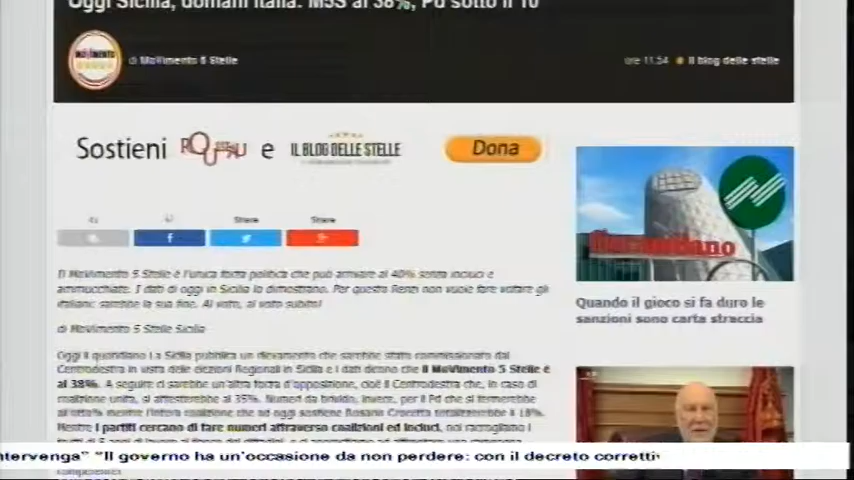 Oggi Sicilia, domani Italia: M5S al 38%, Pd sotto il 10
di MoVimento 5 Stelle
ore 11.54 Il blog delle stelle
Sostieni ROUSSEAU e IL BLOG DELLE STELLE
Dona
Share
Share
Il MoVimento 5 Stelle è l'unica forza politica che può arrivare al 40% senza inciuci e
ammucchiate. I dati di oggi in Sicilia lo dimostrano. Per questo Renzi non vuole fare votare gli
italiani: sarebbe la sua fine. Al voto, al voto subito!
di MoVimento 5 Stelle Sicilia
Oggi il quotidiano La Sicilia pubblica un rilevamento che sarebbe stato commissionato dal
Centrodestra in vista delle elezioni Regionali in Sicilia e i dati dicono che il MoVimento 5 Stelle è
al 38%. A seguire ci sarebbe un'altra forza d'opposizione, cioè il Centrodestra che, in caso di
coalizione unita, si attesterebbe al 35%. Numeri da brivido, invece, per il Pd che si fermerebbe
mentre l'intera coalizione che ad oggi sostiene Rosario Crocetta totalizzerebbe il 18%.
Mentre i partiti cercano di fare numeri attraverso coalizioni ed inciuci, noi raccogliamo i
Quando il gioco si fa duro le
sanzioni sono carta straccia
ntervenga" "Il governo ha un'occasione da non perdere: con il decreto corretti